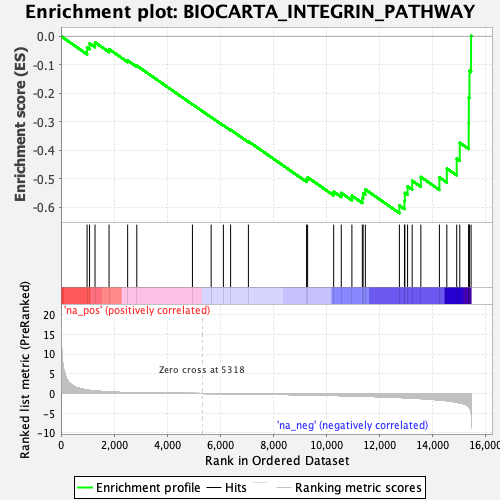 Enrichment plot: BIOCARTA_INTEGRIN_PATHWAY
Enrichment score (ES)
0.0
-0.1
-0.2
-0.3
-0.4
-0.5
-0.6
'na_pos' (positively correlated)
Ranked list metric (PreRanked)
20
15
10
5
0
-5
-10
Zero cross at 5318
'na_neg' (negatively correlated)
0
2,000
4,000
6,000
8,000
10,000
12,000
14,000
16,000
Rank in Ordered Dataset
Enrichment profile
Hits
Ranking metric scores